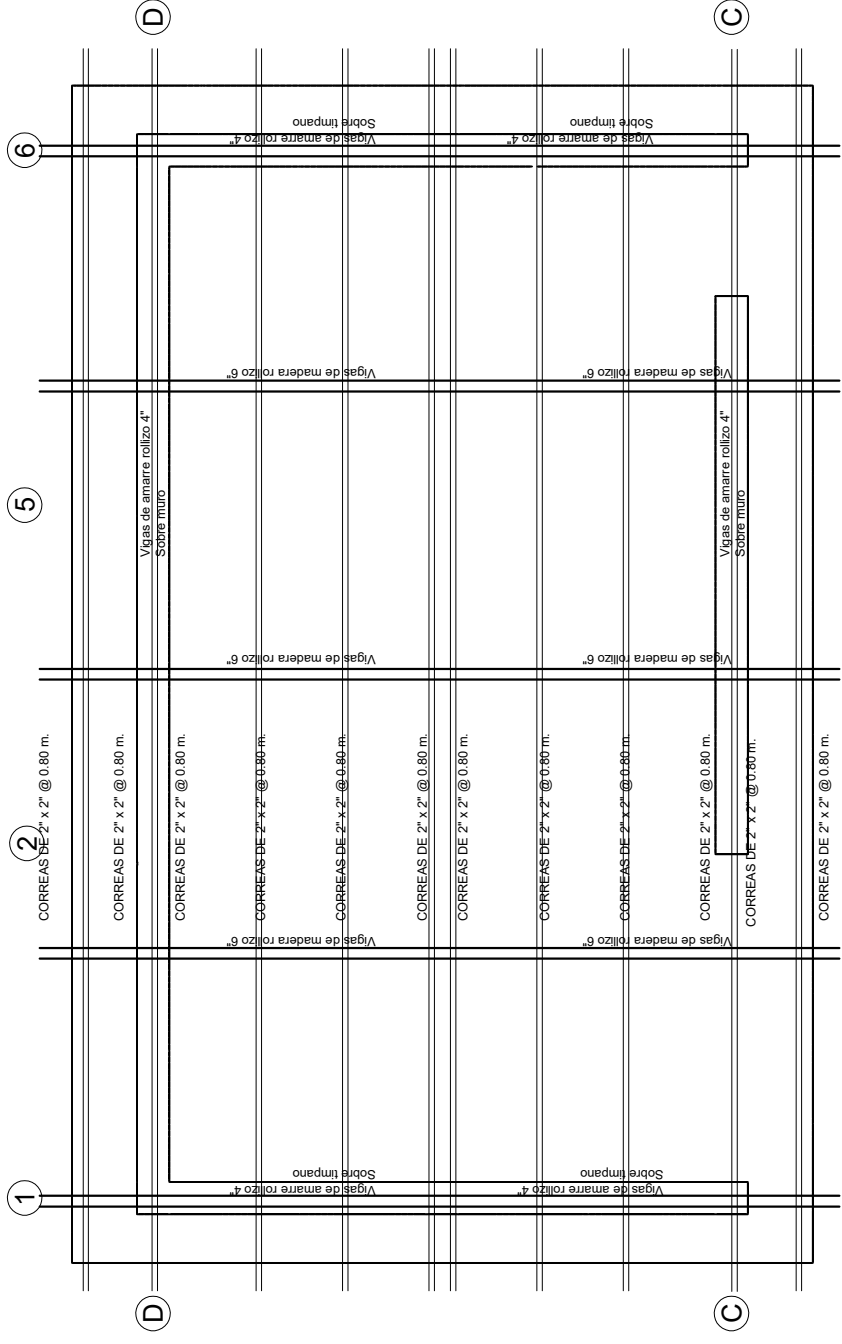 D
C
6
Sobre timpano
Vigas de amarre rollizo 4"
Sobre timpano
Vigas de amarre rollizo 4"
Vigas de madera rollizo 6"
Vigas de madera rollizo 6"
5
Vigas de amarre rollizo 4"
Sobre muro
Vigas de amarre rollizo 4"
Sobre muro
Vigas de madera rollizo 6"
Vigas de madera rollizo 6"
2
CORREAS DE 2" x 2" @ 0.80 m.
CORREAS DE 2" x 2" @ 0.80 m.
CORREAS DE 2" x 2" @ 0.80 m.
CORREAS DE 2" x 2" @ 0.80 m.
CORREAS DE 2" x 2" @ 0.80 m.
CORREAS DE 2" x 2" @ 0.80 m.
CORREAS DE 2" x 2" @ 0.80 m.
CORREAS DE 2" x 2" @ 0.80 m.
CORREAS DE 2" x 2" @ 0.80 m.
CORREAS DE 2" x 2" @ 0.80 m.
CORREAS DE 2" x 2" @ 0.80 m.
CORREAS DE 2" x 2" @ 0.80 m.
Vigas de madera rollizo 6"
Vigas de madera rollizo 6"
1
Sobre timpano
Vigas de amarre rollizo 4"
Sobre timpano
Vigas de amarre rollizo 4"
D
C